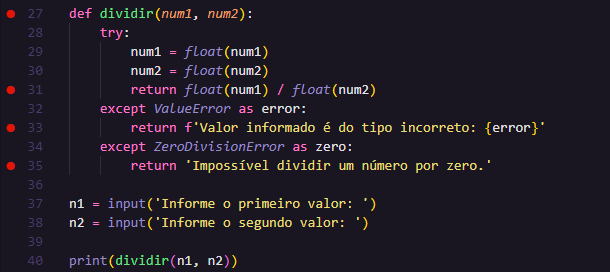 27 def dividir(num1, num2):
28     try:
29         num1 = float(num1)
30         num2 = float(num2)
31         return float(num1) / float(num2)
32     except ValueError as error:
33         return f'Valor informado é do tipo incorreto: {error}'
34     except ZeroDivisionError as zero:
35         return 'Impossível dividir um número por zero.'
36
37 n1 = input('Informe o primeiro valor: ')
38 n2 = input('Informe o segundo valor: ')
39
40 print(dividir(n1, n2))